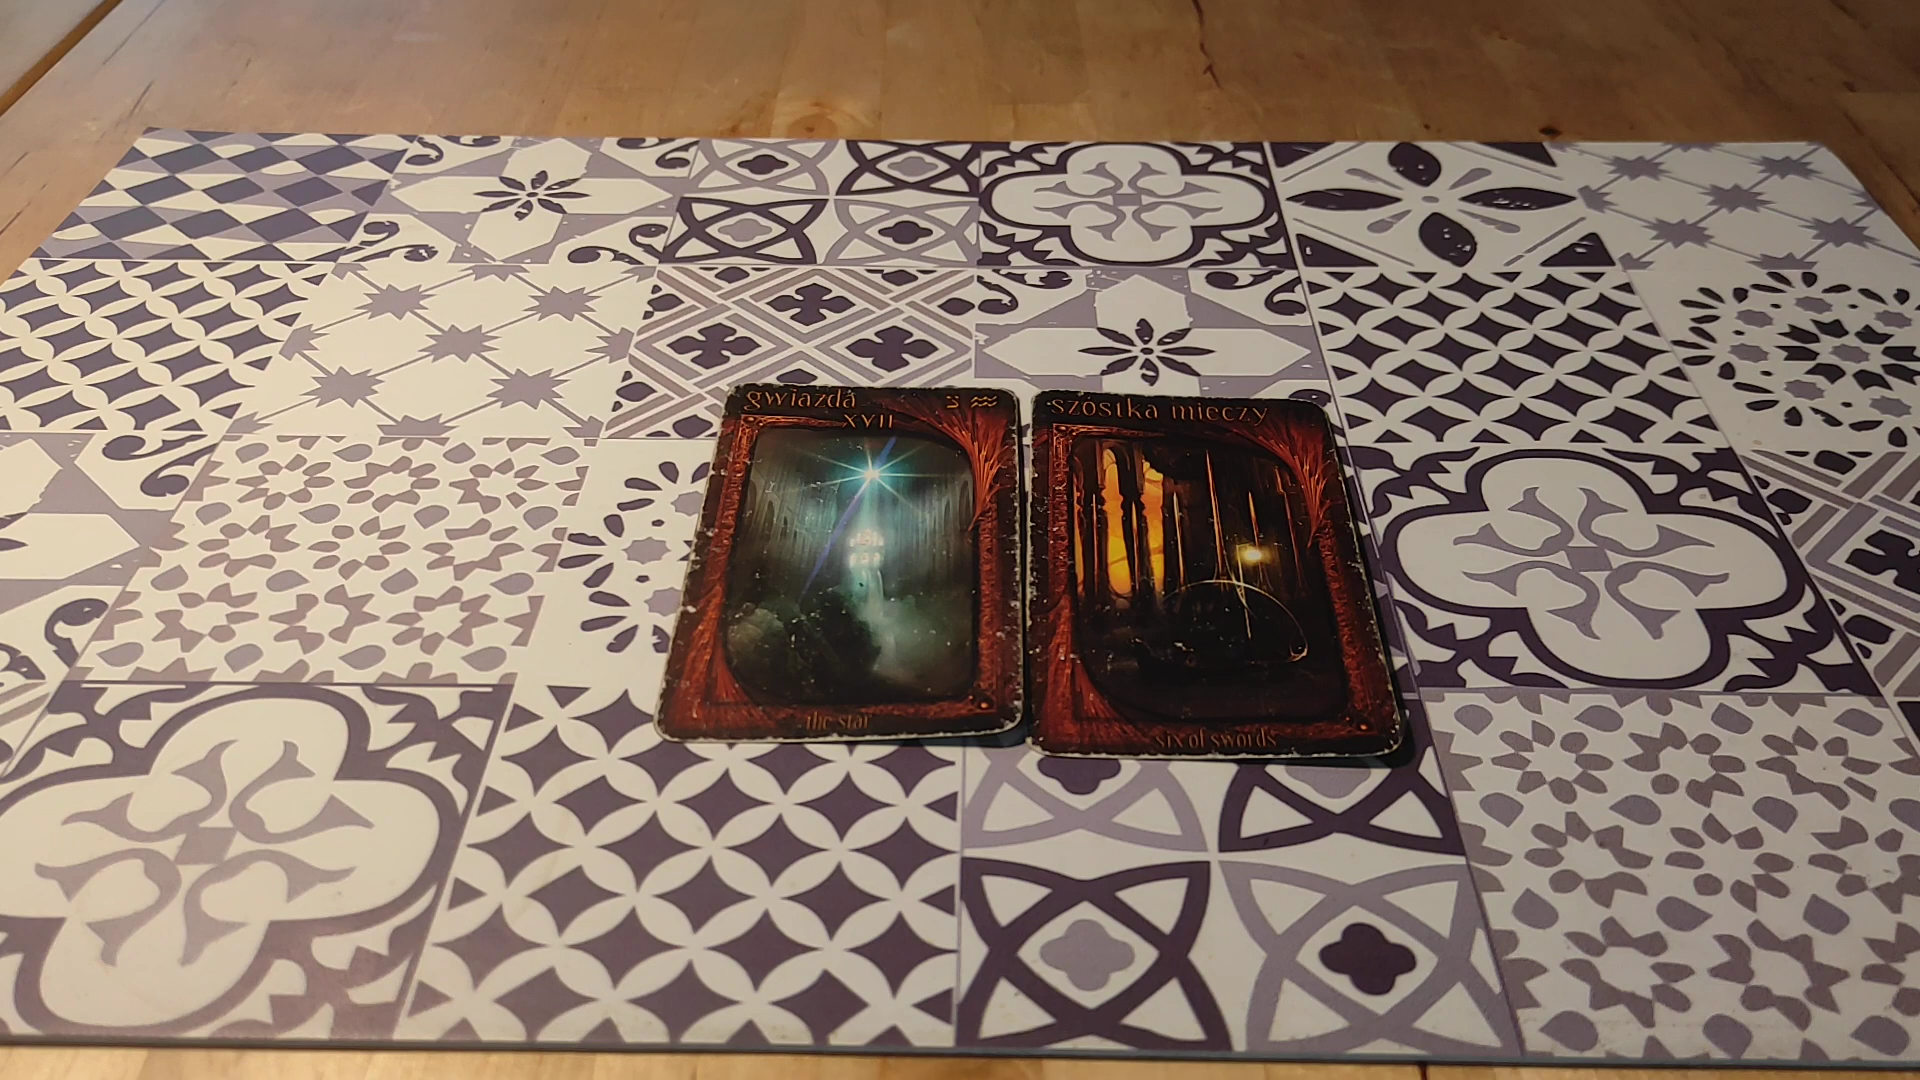 gwiazda
XVII
the star
szóstka mieczy
six of swords